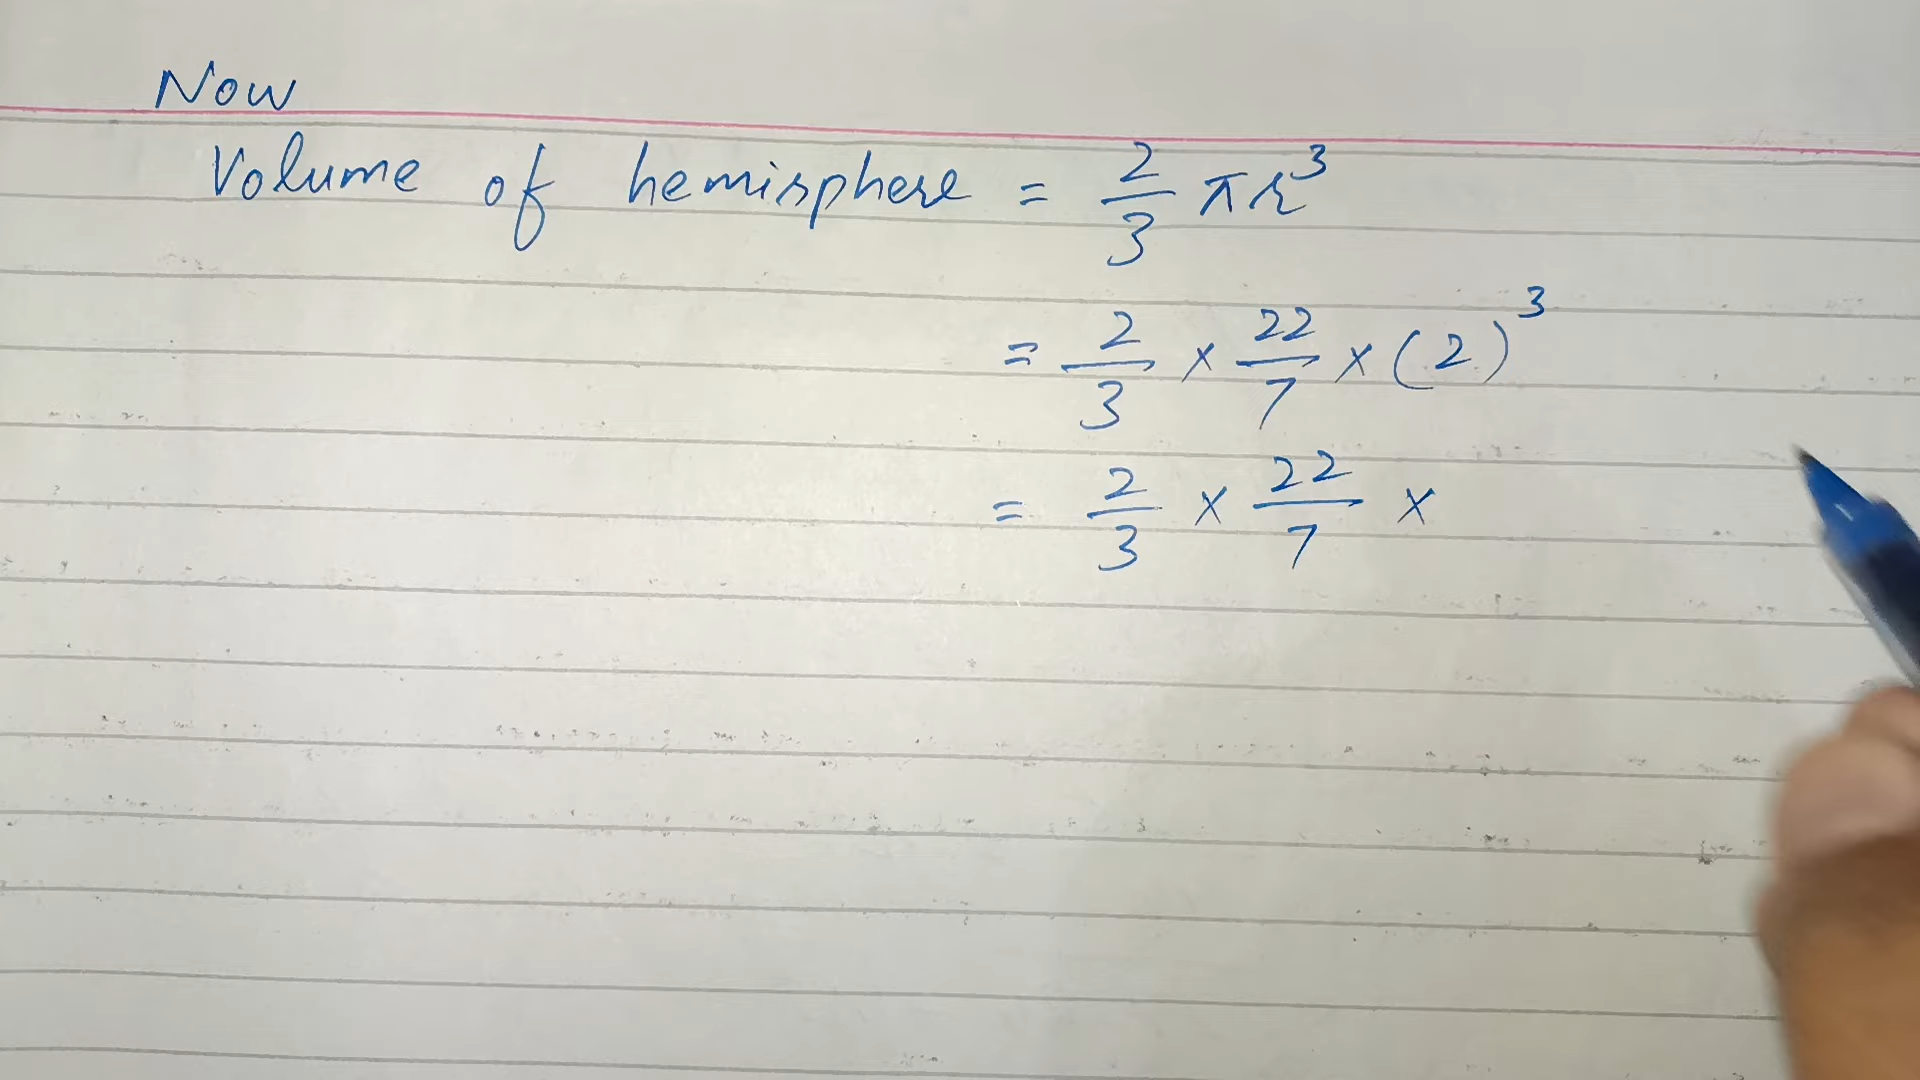 Now
Volume of hemisphere = 2/3 πr³
= 2/3 × 22/7 × (2)³
= 2/3 × 22/7 ×